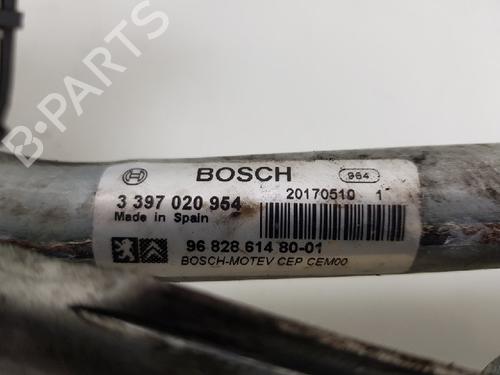 B-PARTS
BOSCH
964
3 397 020 954
Made in Spain
20170510 1
96 828 614 80-01
BOSCH-MOTEV CEP CEM00